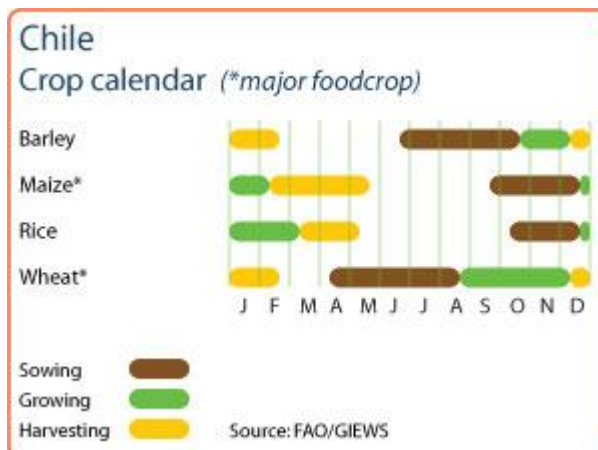 Chile
Crop calendar (*major foodcrop)
Barley
Maize*
Rice
Wheat*
J F M A M J J A S O N D
Sowing
Growing
Harvesting
Source: FAO/GIEWS